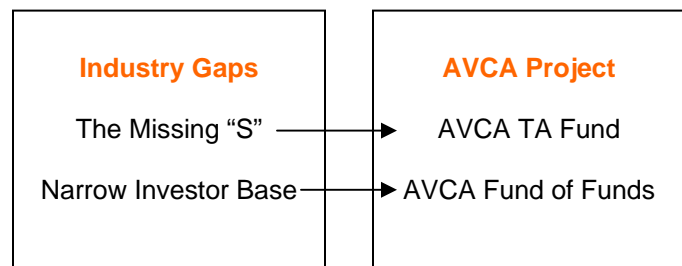 Industry Gaps
The Missing “S”
Narrow Investor Base
AVCA Project
AVCA TA Fund
AVCA Fund of Funds